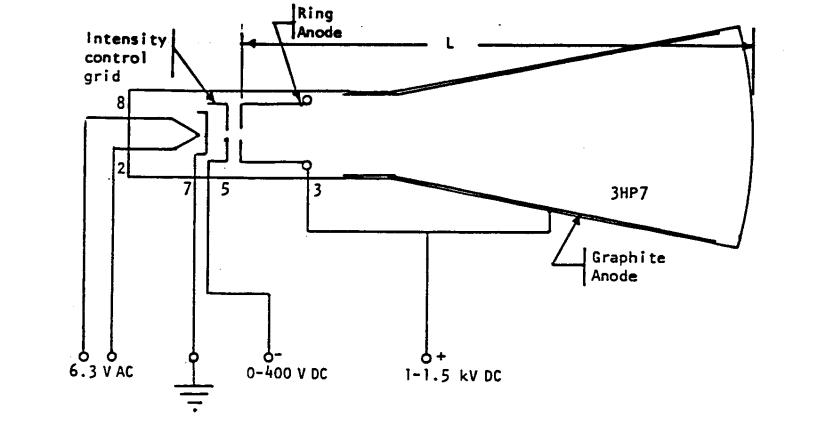 Ring
Anode
Intensity
control
grid
L
8
2
7
5
3
3HP7
Graphite
Anode
-
+
6.3 V AC
0-400 V DC
1-1.5 kV DC